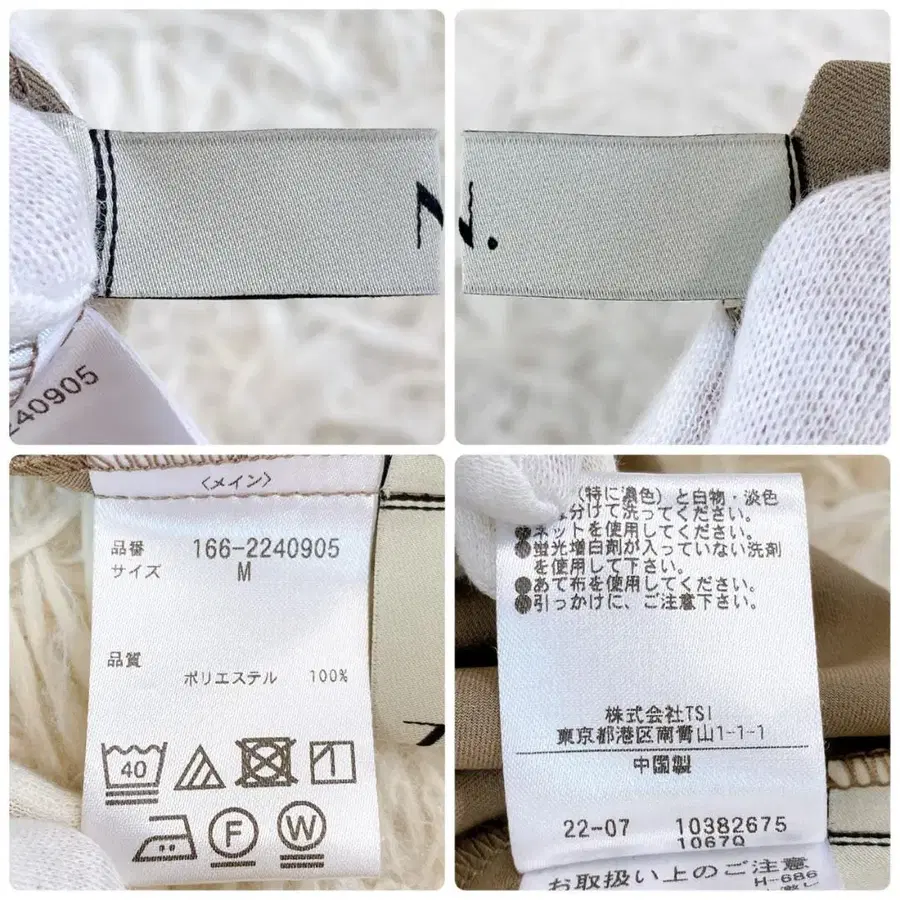 240905
N
.
〈メイン〉
品番 166-2240905
サイズ M
品質
ポリエステル 100%
40
F W
(特に濃色)と白物・淡色
分けて洗ってください。
●ネットを使用してください。
●蛍光増白剤が入っていない洗剤
を使用して下さい。
●あて布を使用してください。
●引っかけに、ご注意下さい。
株式会社TSI
東京都港区南青山1-1-1
中国製
22-07 10382675
1067Q
お取扱い上のご注意
H-686